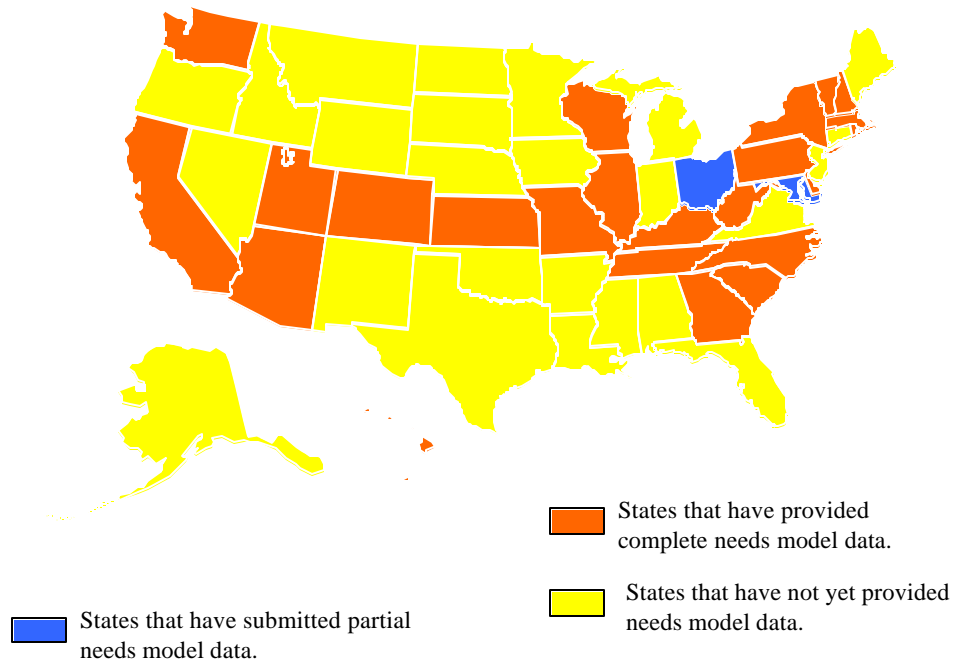 States that have provided
complete needs model data.
States that have not yet provided
needs model data.
States that have submitted partial
needs model data.